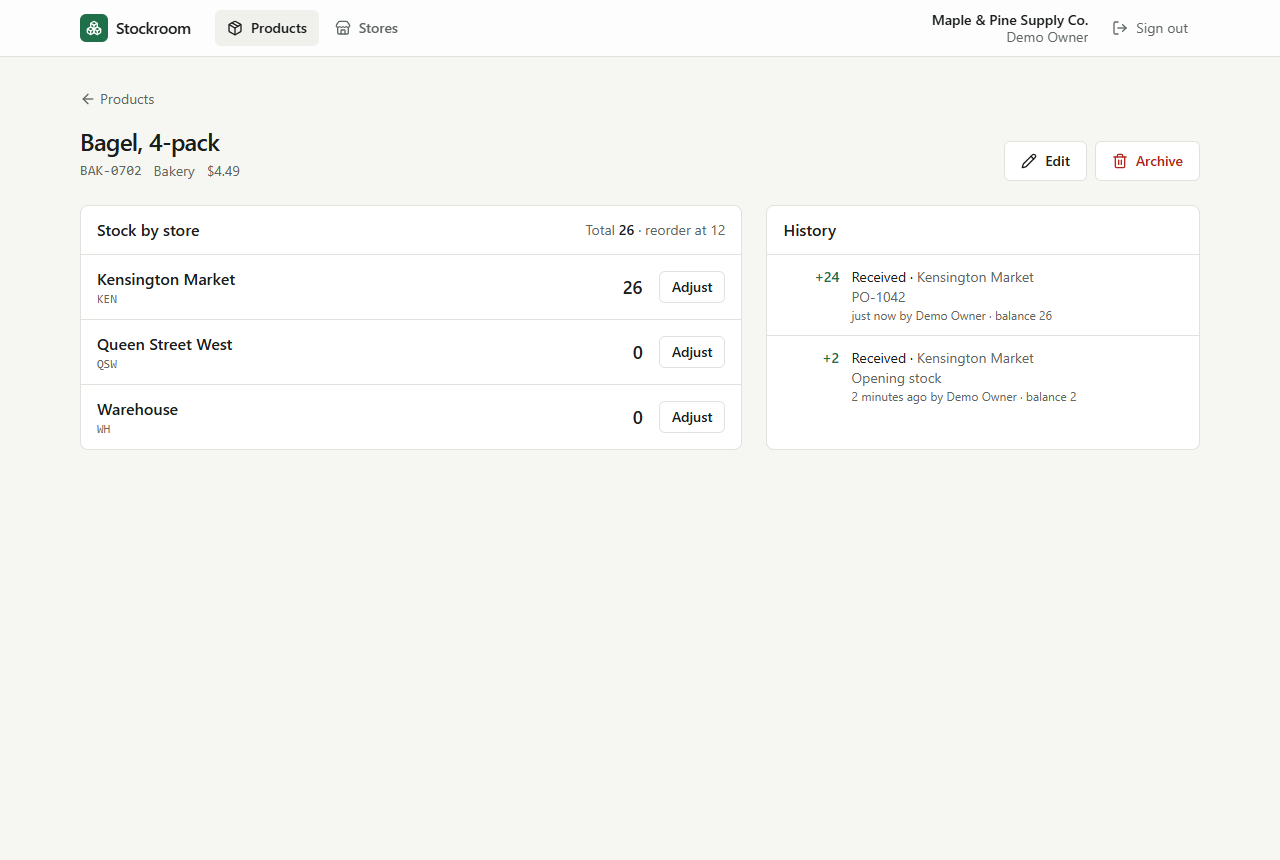 Stockroom
Products
Stores
Maple & Pine Supply Co.
Demo Owner
Sign out
Products
Bagel, 4-pack
BAK-0702 Bakery $4.49
Edit
Archive
Stock by store
Total 26 · reorder at 12
Kensington Market
KEN
26
Adjust
Queen Street West
QSW
0
Adjust
Warehouse
WH
0
Adjust
History
+24 Received · Kensington Market
PO-1042
just now by Demo Owner · balance 26
+2 Received · Kensington Market
Opening stock
2 minutes ago by Demo Owner · balance 2